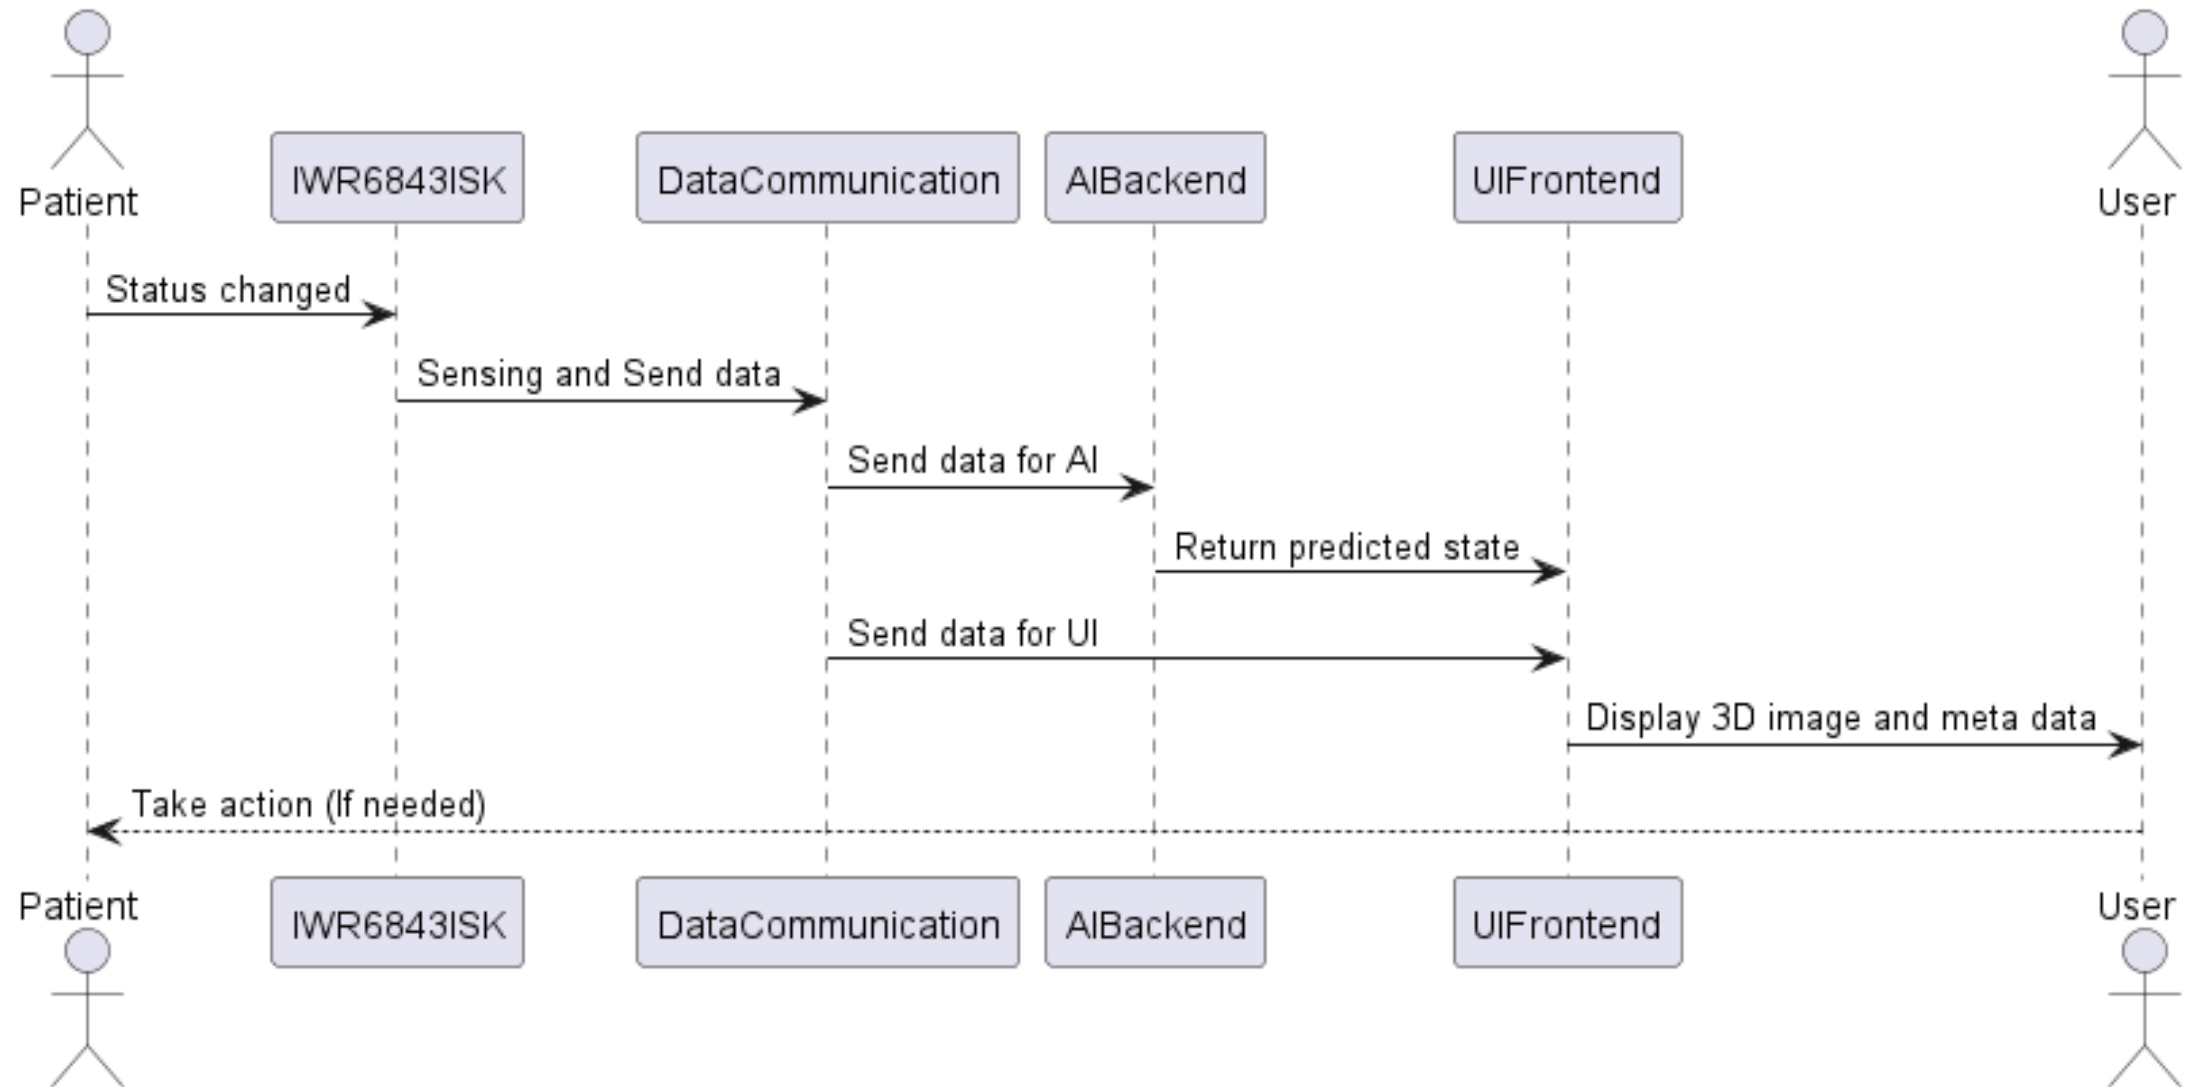 Patient
IWR6843ISK
DataCommunication
AIBackend
UIFrontend
User
Status changed
Sensing and Send data
Send data for AI
Return predicted state
Send data for UI
Display 3D image and meta data
Take action (If needed)
Patient
IWR6843ISK
DataCommunication
AIBackend
UIFrontend
User